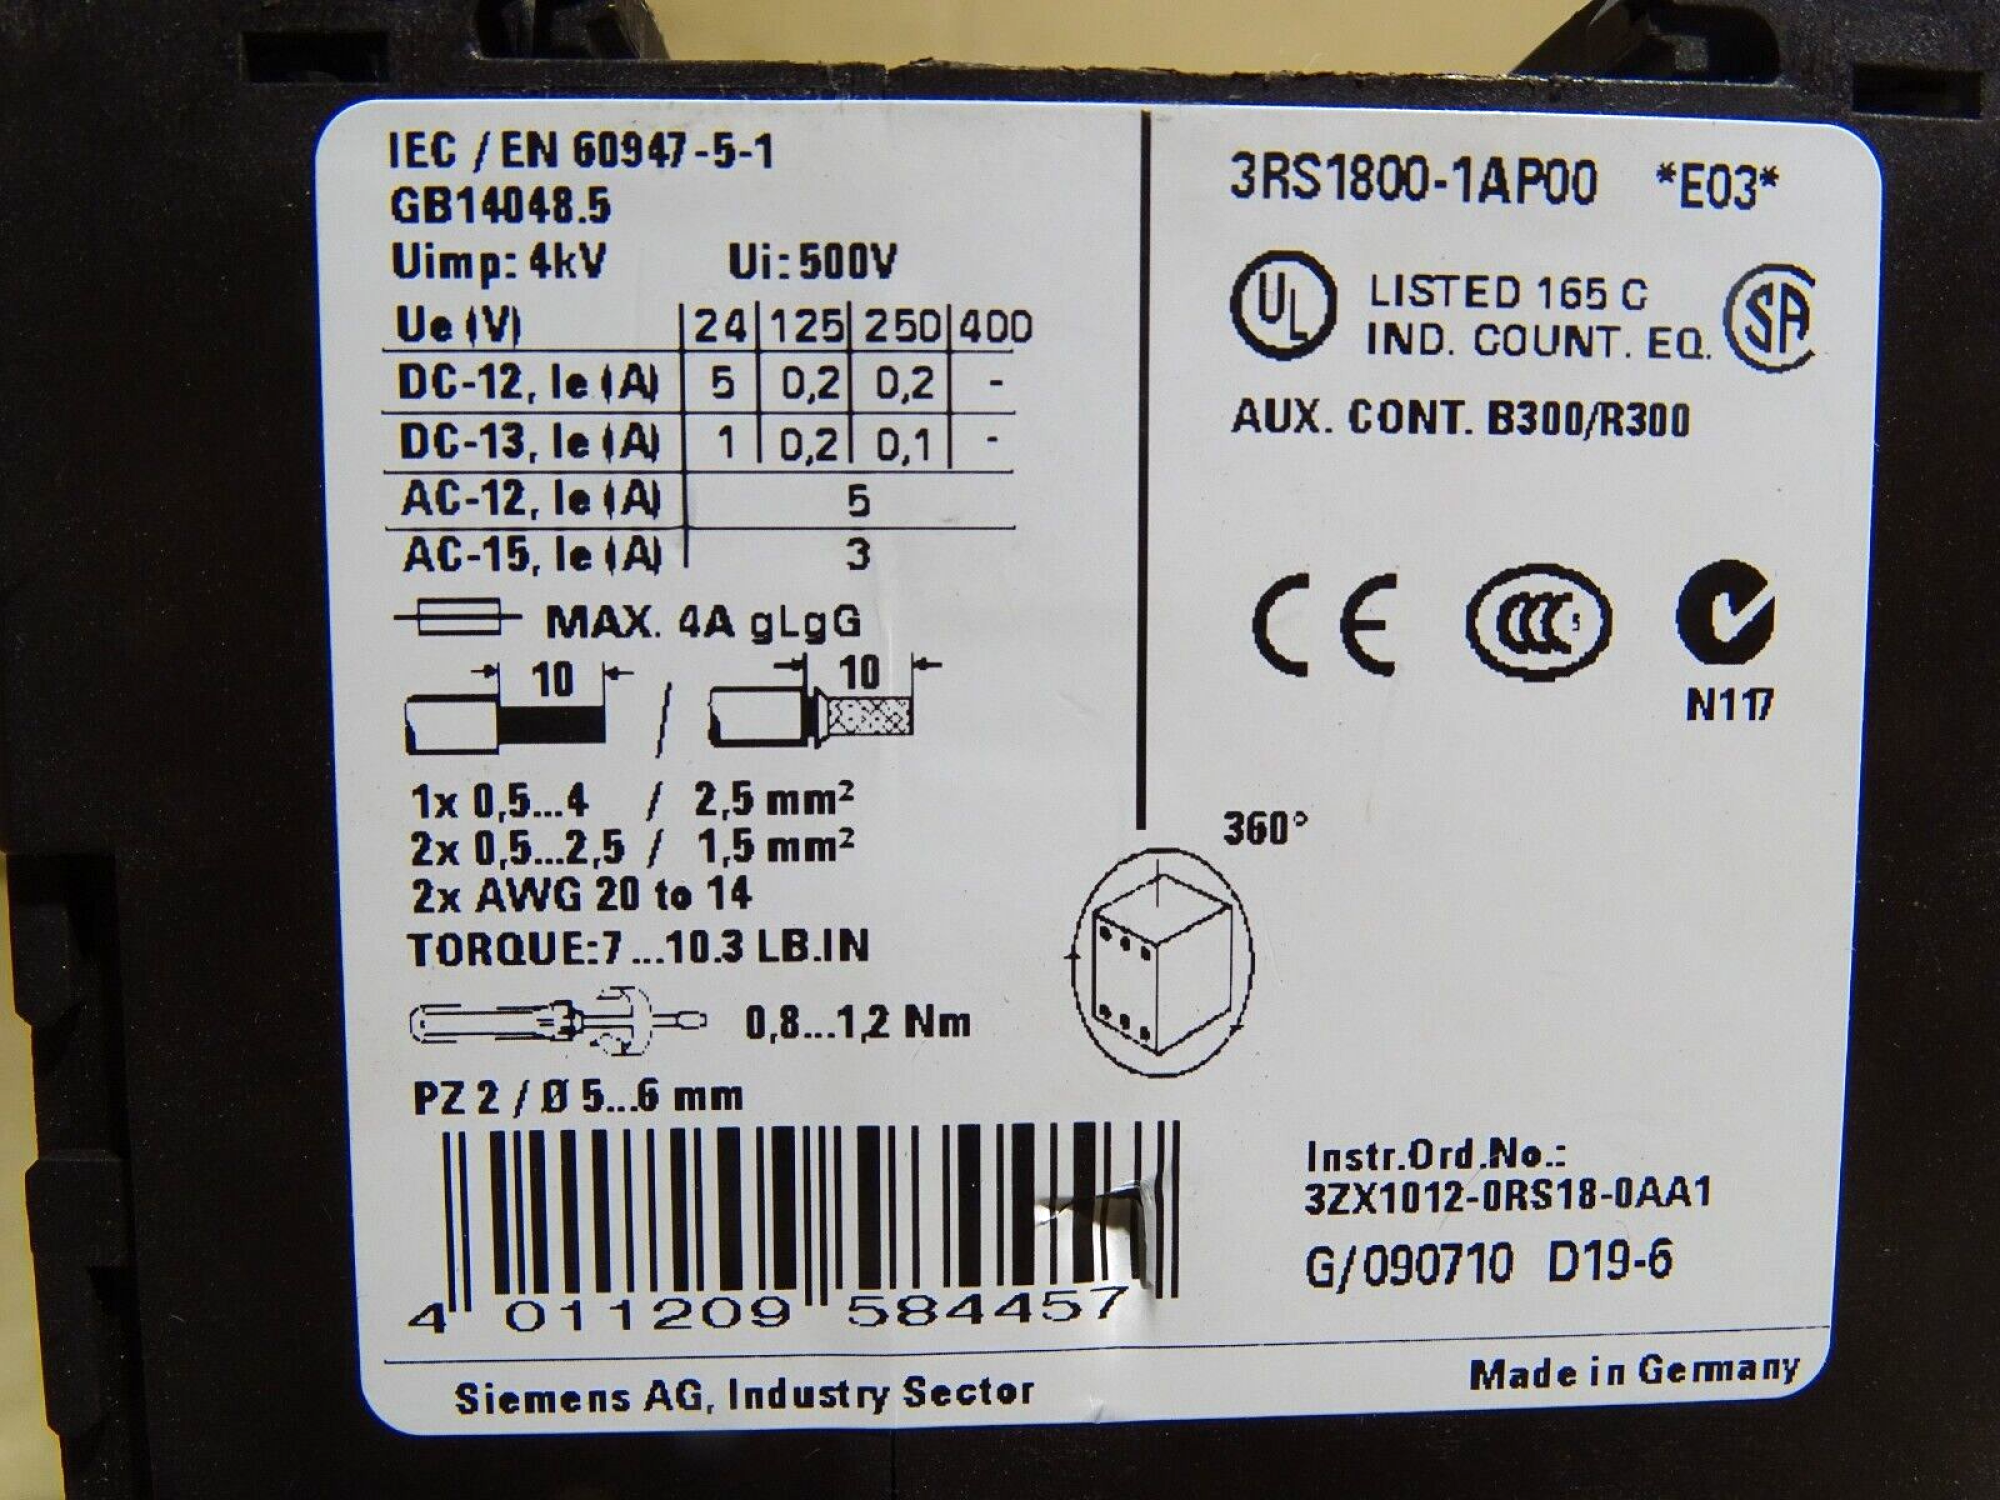 IEC / EN 60947-5-1
GB14048.5
Uimp: 4kV Ui: 500V
Ue (V) 24 125 250 400
DC-12, Ie (A) 5 0,2 0,2 -
DC-13, Ie (A) 1 0,2 0,1 -
AC-12, Ie (A) 5
AC-15, Ie (A) 3
MAX. 4A gLgG
10 / 10
1x 0,5...4 / 2,5 mm²
2x 0,5...2,5 / 1,5 mm²
2x AWG 20 to 14
TORQUE:7...10.3 LB.IN
0,8...1,2 Nm
PZ 2 / Ø 5...6 mm
4 011209 584457
3RS1800-1AP00 *E03*
UL LISTED 165 C SA
IND. COUNT. EQ.
AUX. CONT. B300/R300
CE CCC S N
N117
360°
Instr.Ord.No.:
3ZX1012-0RS18-0AA1
G/090710 D19-6
Siemens AG, Industry Sector Made in Germany